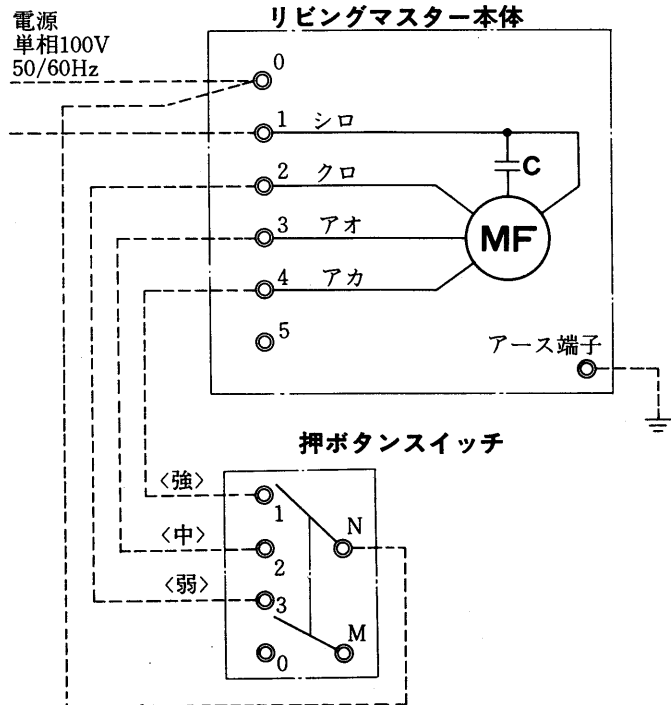 電源
単相100V
50/60Hz
リビングマスター本体
0
1 シロ
C
2 クロ
3 アオ
MF
4 アカ
5
アース端子
押ボタンスイッチ
〈強〉
1
N
〈中〉
2
〈弱〉
3
M
0